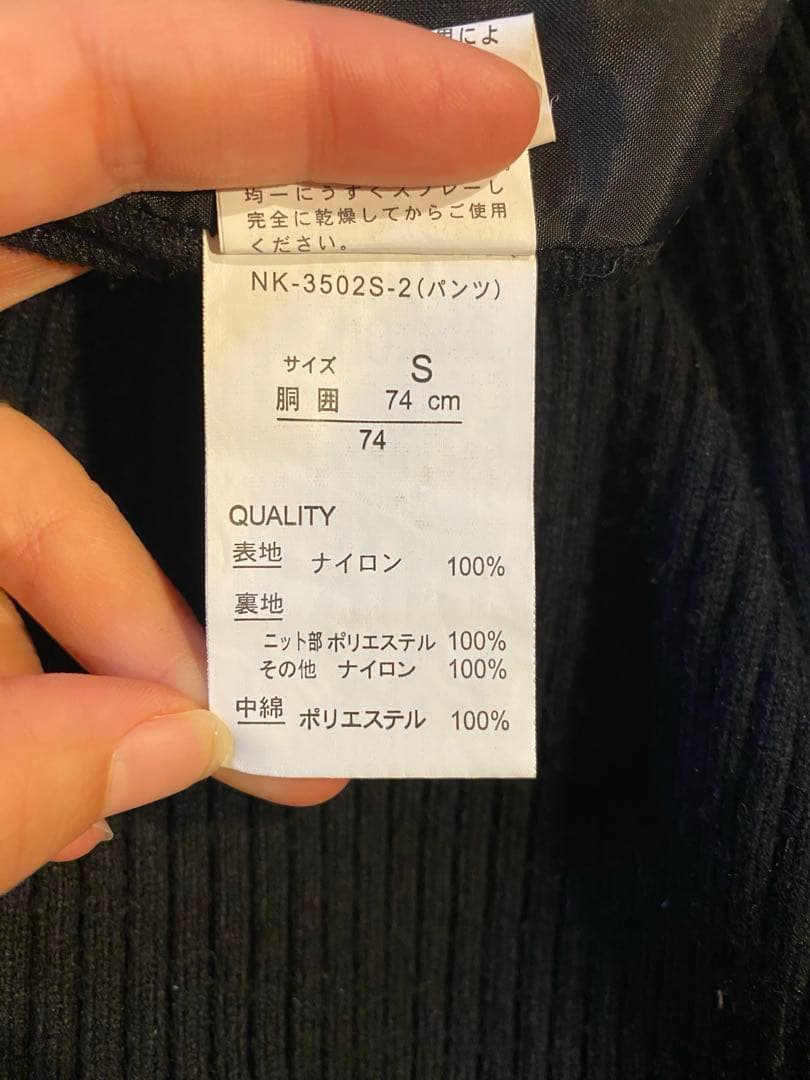 によ
均一にうすくスプレーし
完全に乾燥してからご使用
ください。
NK-3502S-2(パンツ)
サイズ S
胴囲 74 cm
74
QUALITY
表地 ナイロン 100%
裏地
ニット部 ポリエステル 100%
その他 ナイロン 100%
中綿 ポリエステル 100%